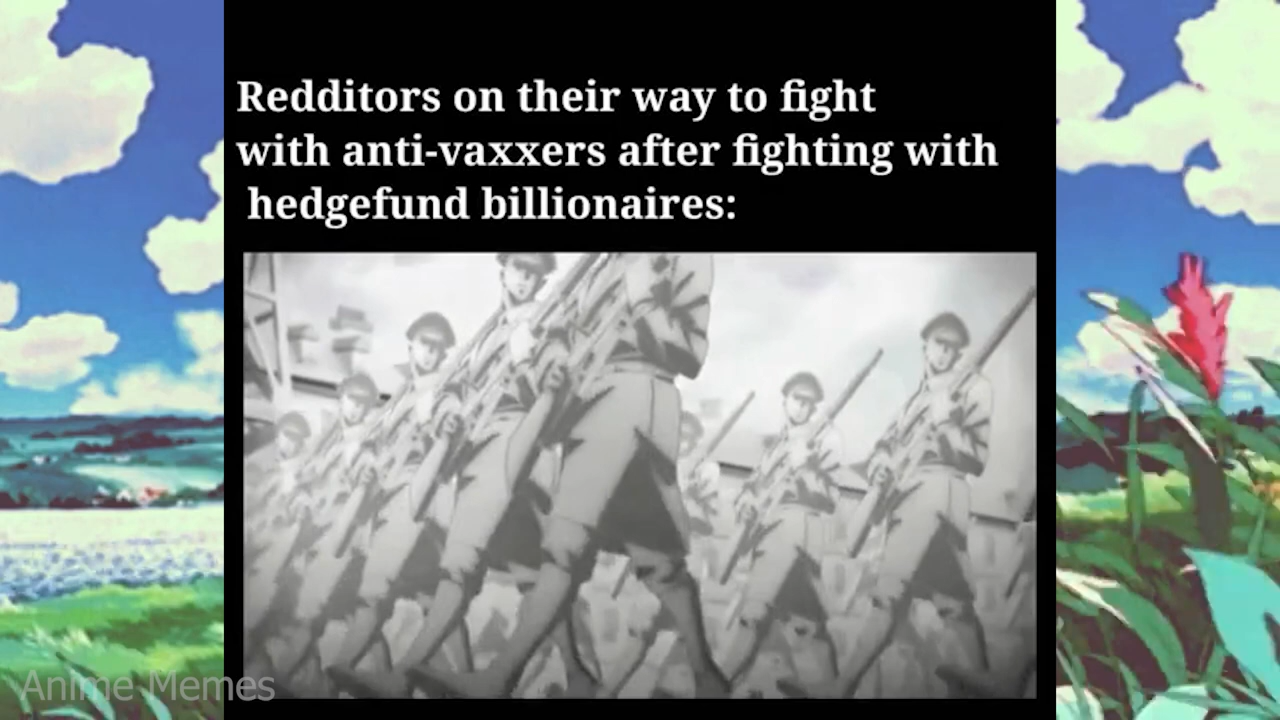 Redditors on their way to fight
with anti-vaxxers after fighting with
hedgefund billionaires:
Anime Memes